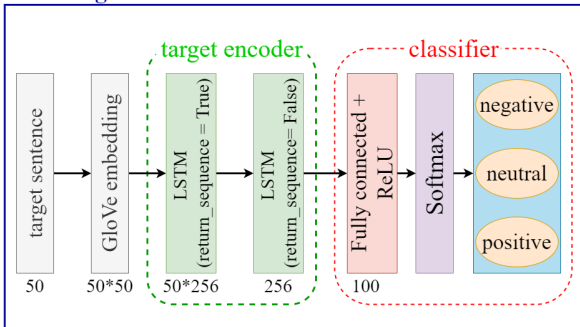 target encoder
classifier
target sentence
GloVe embedding
LSTM
(return_sequence = True)
LSTM
(return_sequence= False)
Fully connected +
ReLU
Softmax
negative
neutral
positive
50
50*50
50*256
256
100